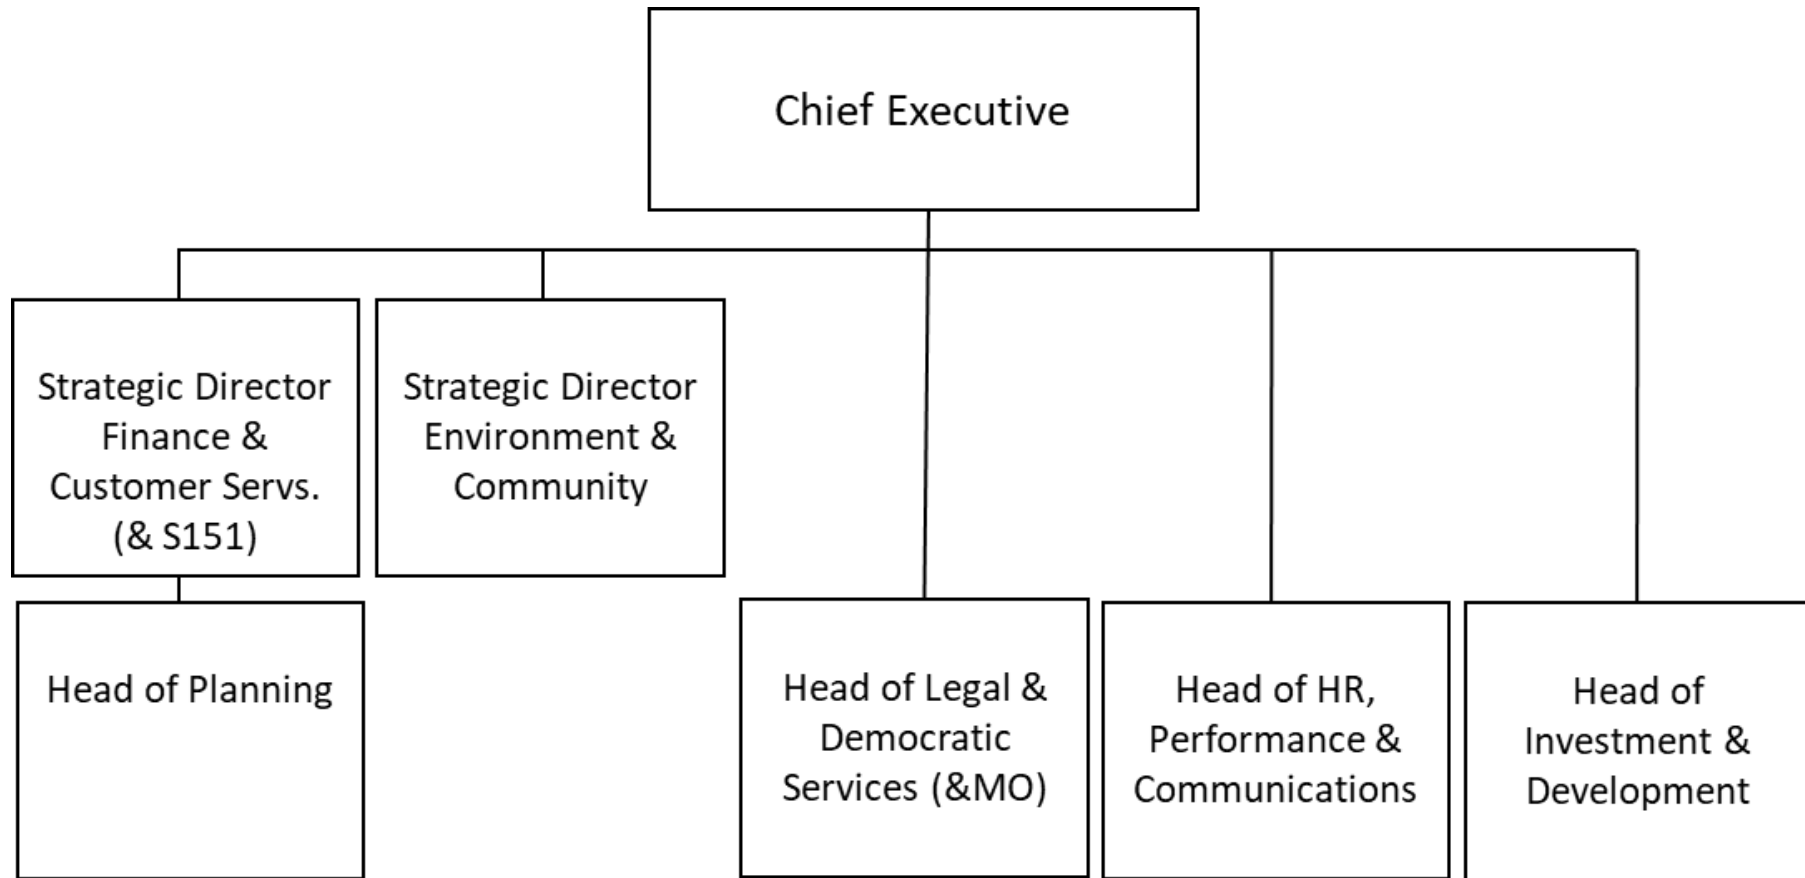 Chief Executive
Strategic Director
Finance &
Customer Servs.
(& S151)
Strategic Director
Environment &
Community
Head of Planning
Head of Legal &
Democratic
Services (&MO)
Head of HR,
Performance &
Communications
Head of
Investment &
Development